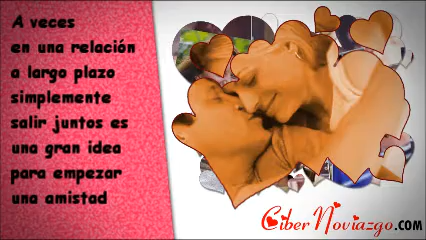 A veces
en una relación
a largo plazo
simplemente
salir juntos es
una gran idea
para empezar
una amistad
CiberNoviazgo.COM